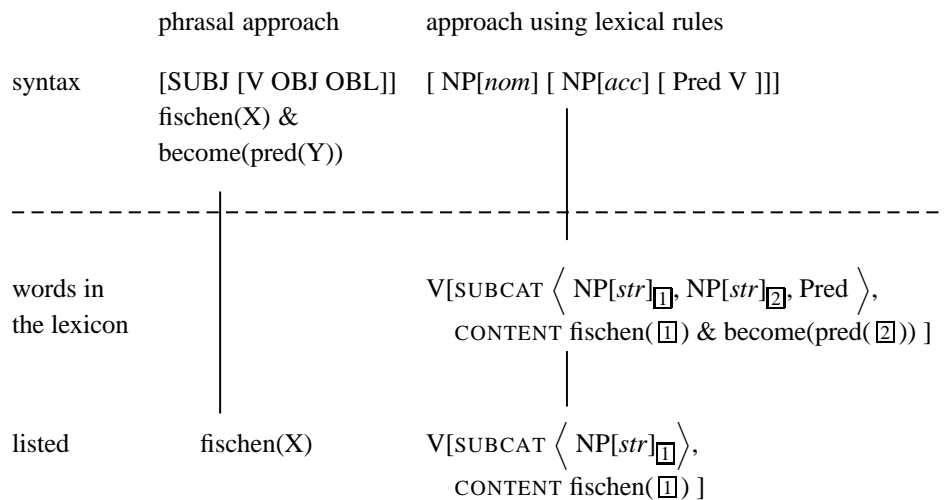 phrasal approach approach using lexical rules
syntax [SUBJ [V OBJ OBL]] [ NP[nom] [ NP[acc] [ Pred V ]]]
fischen(X) &
become(pred(Y))
words in
the lexicon
V[SUBCAT ⟨ NP[str]1, NP[str]2, Pred ⟩,
CONTENT fischen( 1 ) & become(pred( 2 )) ]
listed fischen(X) V[SUBCAT ⟨ NP[str]1 ⟩,
CONTENT fischen( 1 ) ]